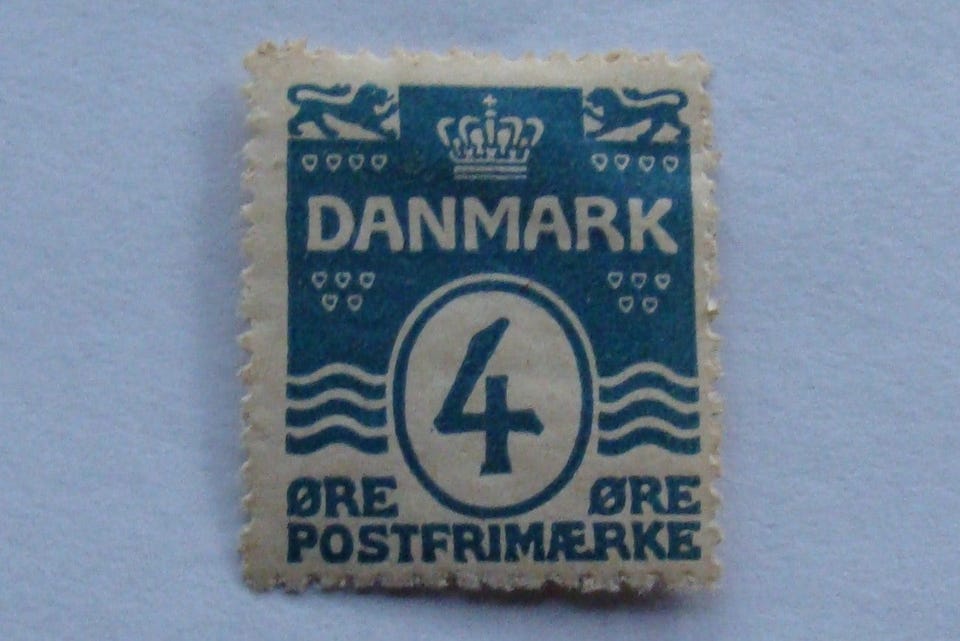 DANMARK
4
ØRE ØRE
POSTFRIMÆRKE